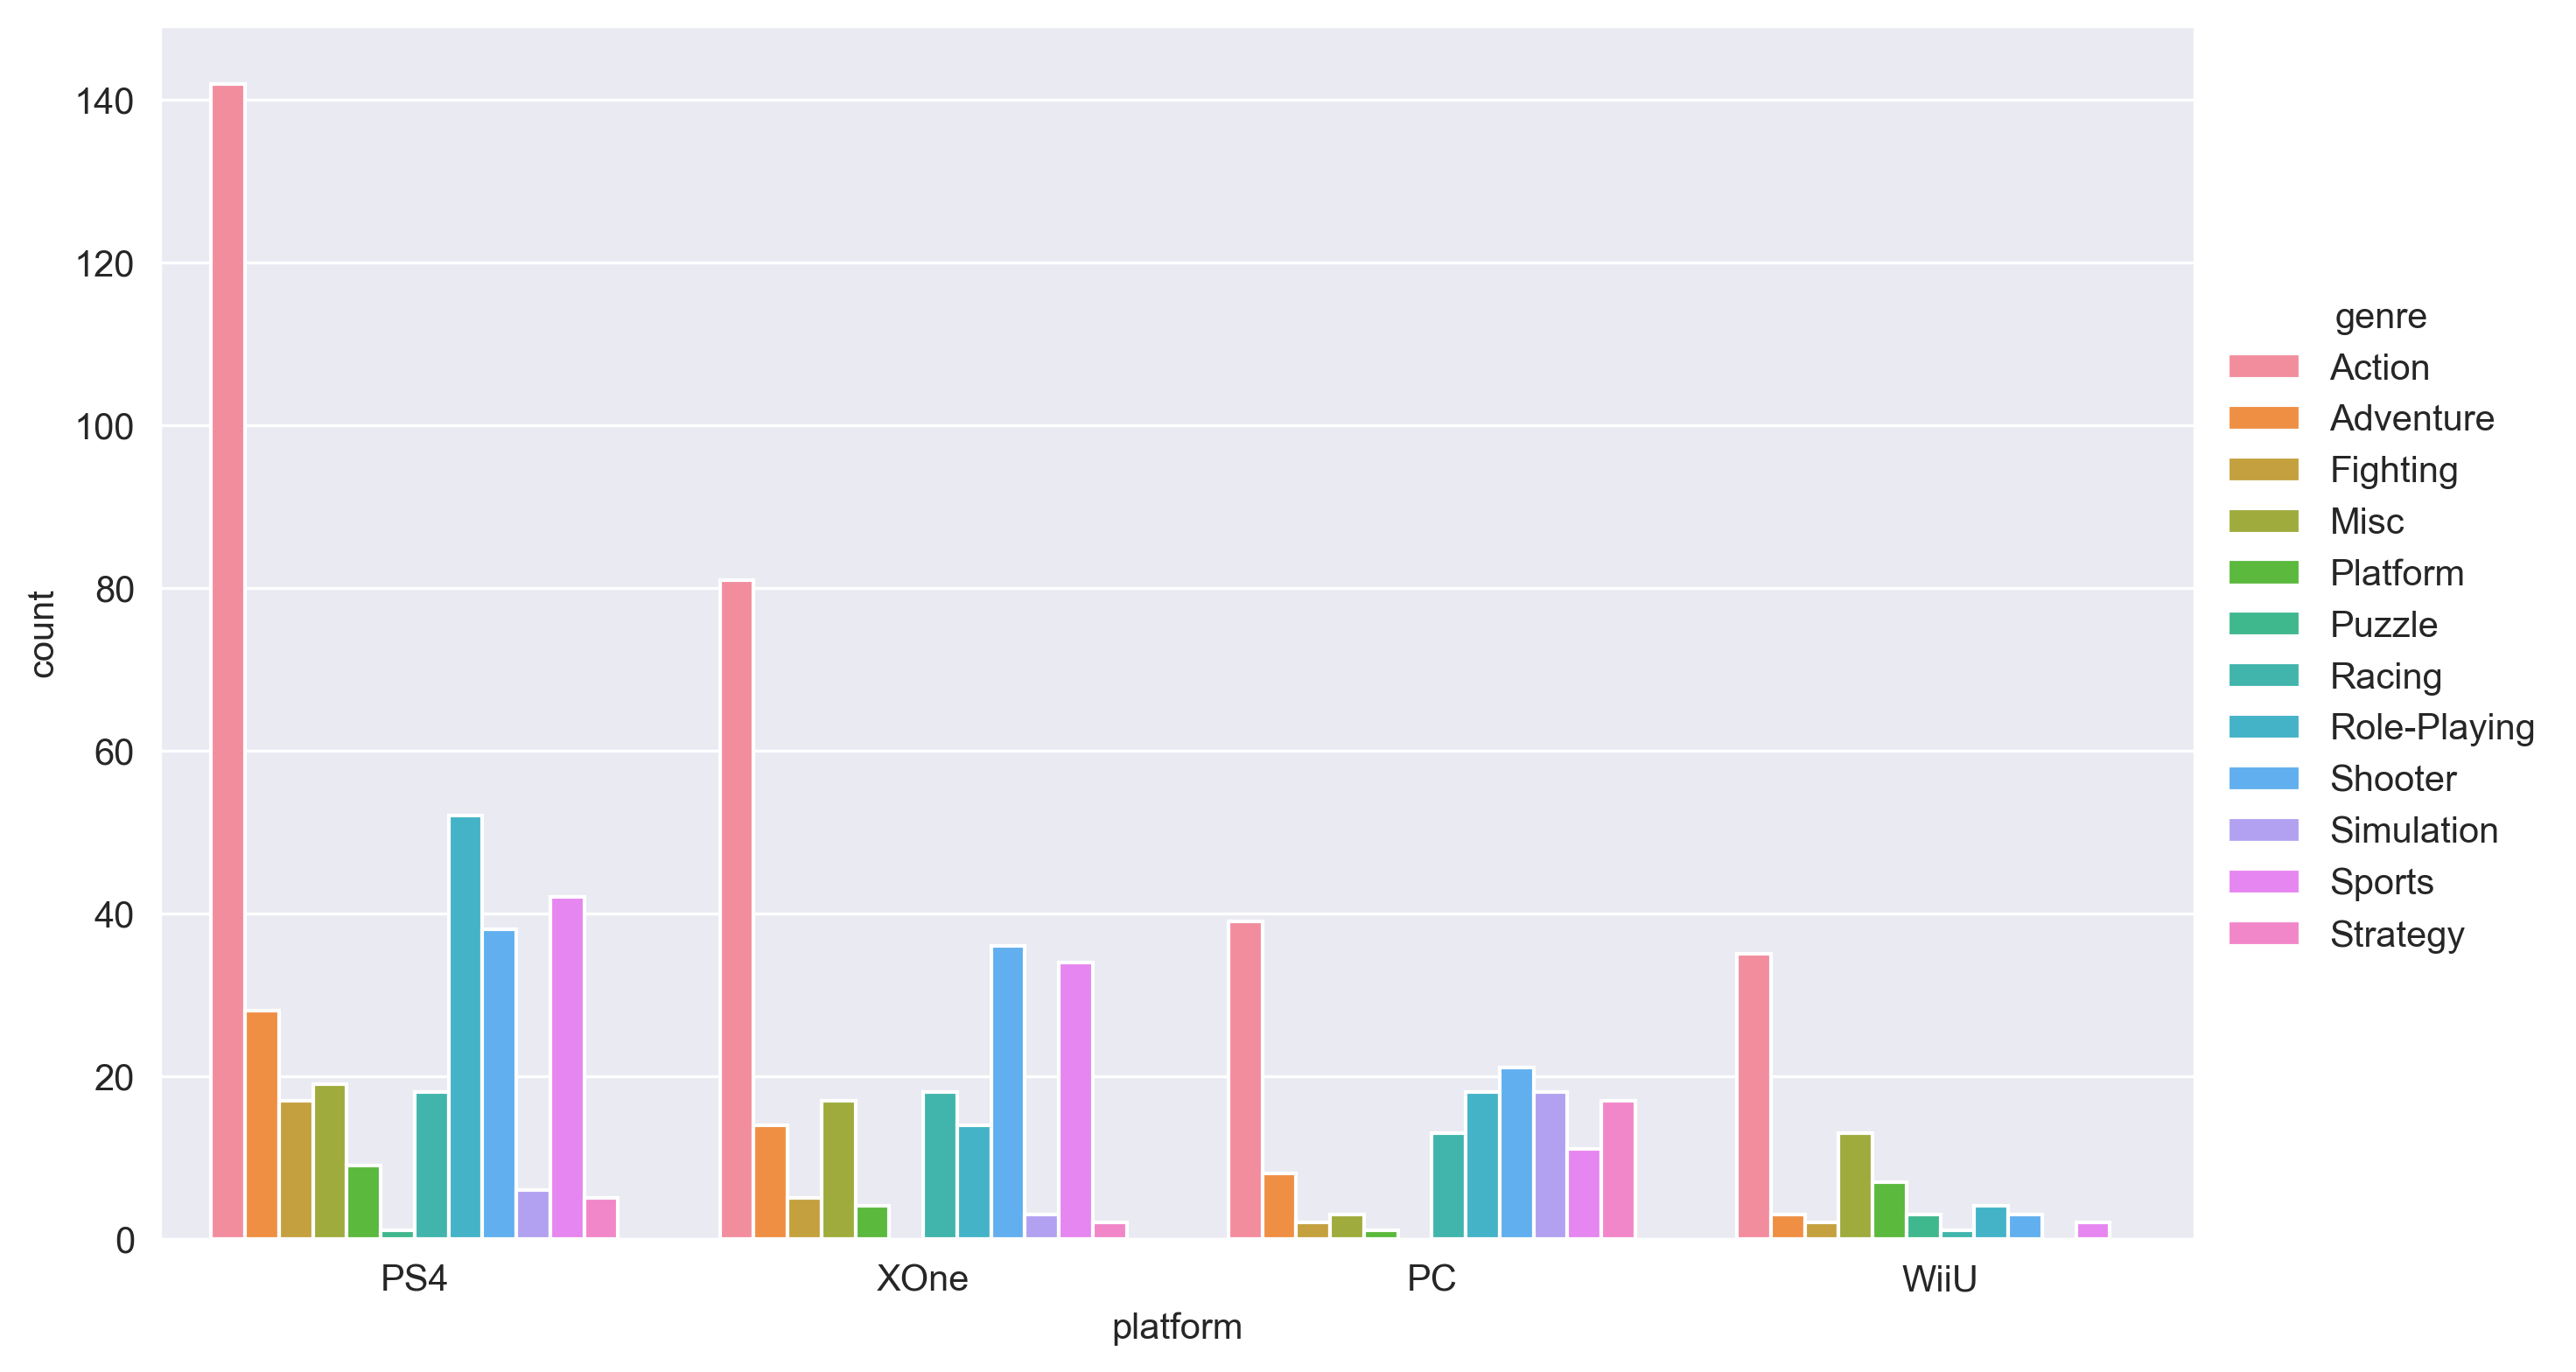 140
120
100
80
60
40
20
0
count
PS4
XOne
PC
WiiU
platform
genre
Action
Adventure
Fighting
Misc
Platform
Puzzle
Racing
Role-Playing
Shooter
Simulation
Sports
Strategy